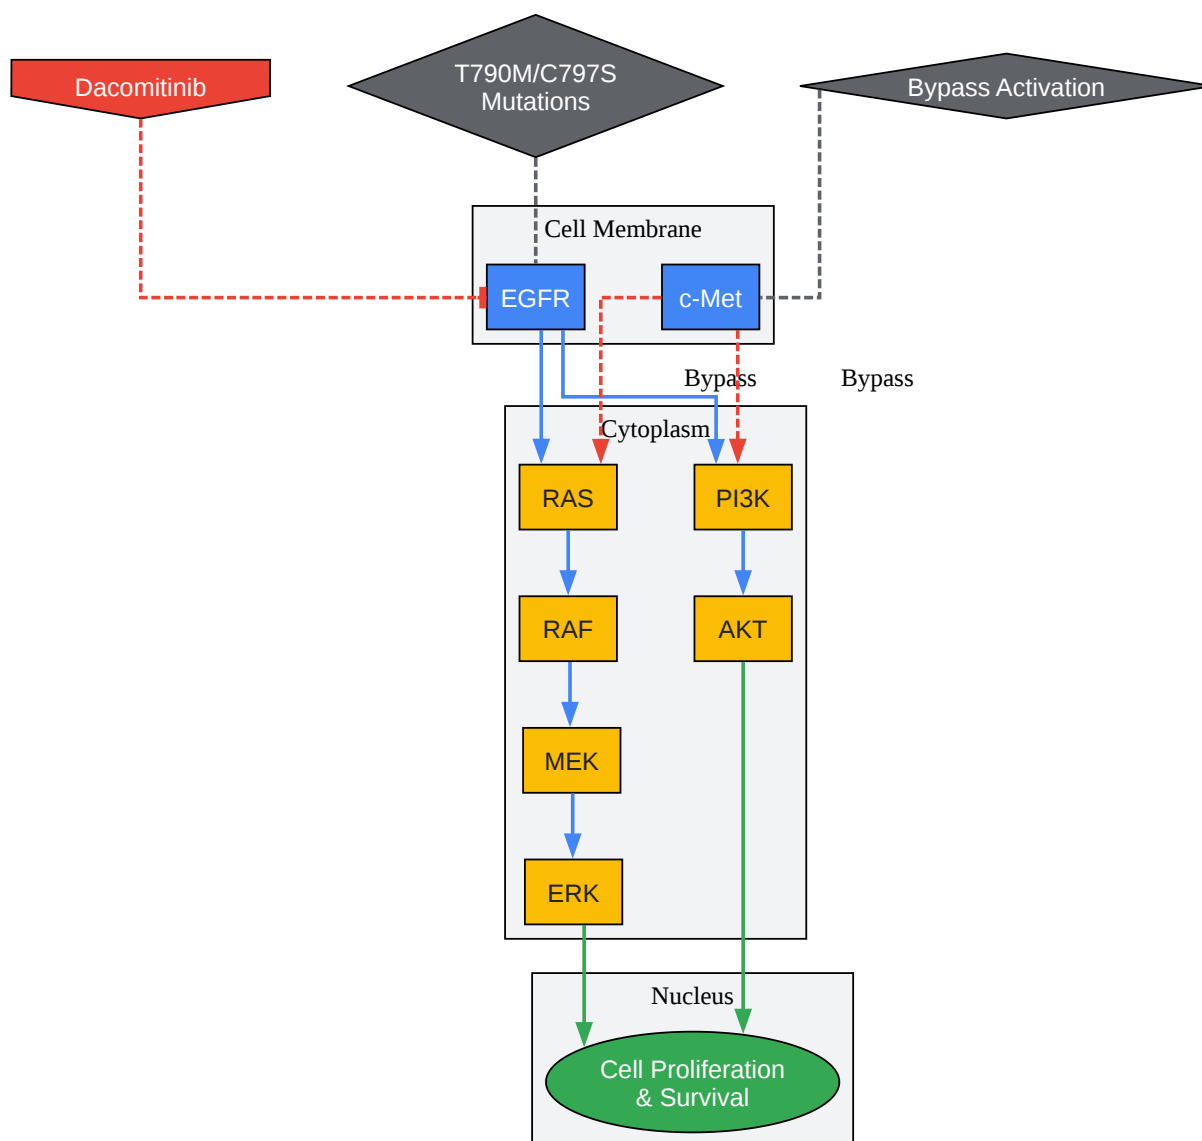 Dacomitinib
T790M/C797S
Mutations
Bypass Activation
Cell Membrane
EGFR
c-Met
Bypass
Bypass
Cytoplasm
RAS
PI3K
RAF
AKT
MEK
ERK
Nucleus
Cell Proliferation
& Survival